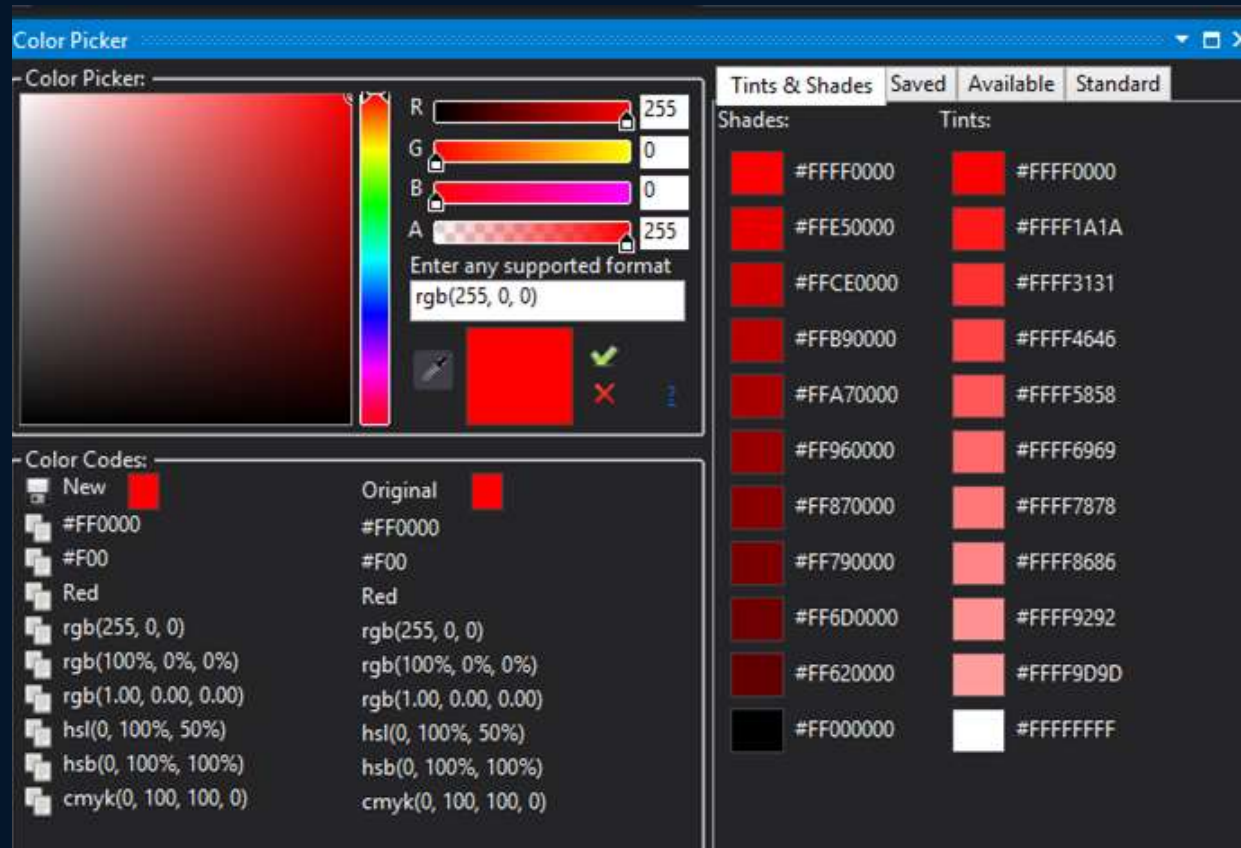 Color Picker
Color Picker:
R 255
G 0
B 0
A 255
Enter any supported format
rgb(255, 0, 0)
?
Color Codes:
New Original
#FF0000 #FF0000
#F00 #F00
Red Red
rgb(255, 0, 0) rgb(255, 0, 0)
rgb(100%, 0%, 0%) rgb(100%, 0%, 0%)
rgb(1.00, 0.00, 0.00) rgb(1.00, 0.00, 0.00)
hsl(0, 100%, 50%) hsl(0, 100%, 50%)
hsb(0, 100%, 100%) hsb(0, 100%, 100%)
cmyk(0, 100, 100, 0) cmyk(0, 100, 100, 0)
Tints & Shades Saved Available Standard
Shades: Tints:
#FFFF0000 #FFFF0000
#FFE50000 #FFFF1A1A
#FFCE0000 #FFFF3131
#FFB90000 #FFFF4646
#FFA70000 #FFFF5858
#FF960000 #FFFF6969
#FF870000 #FFFF7878
#FF790000 #FFFF8686
#FF6D0000 #FFFF9292
#FF620000 #FFFF9D9D
#FF000000 #FFFFFFFF